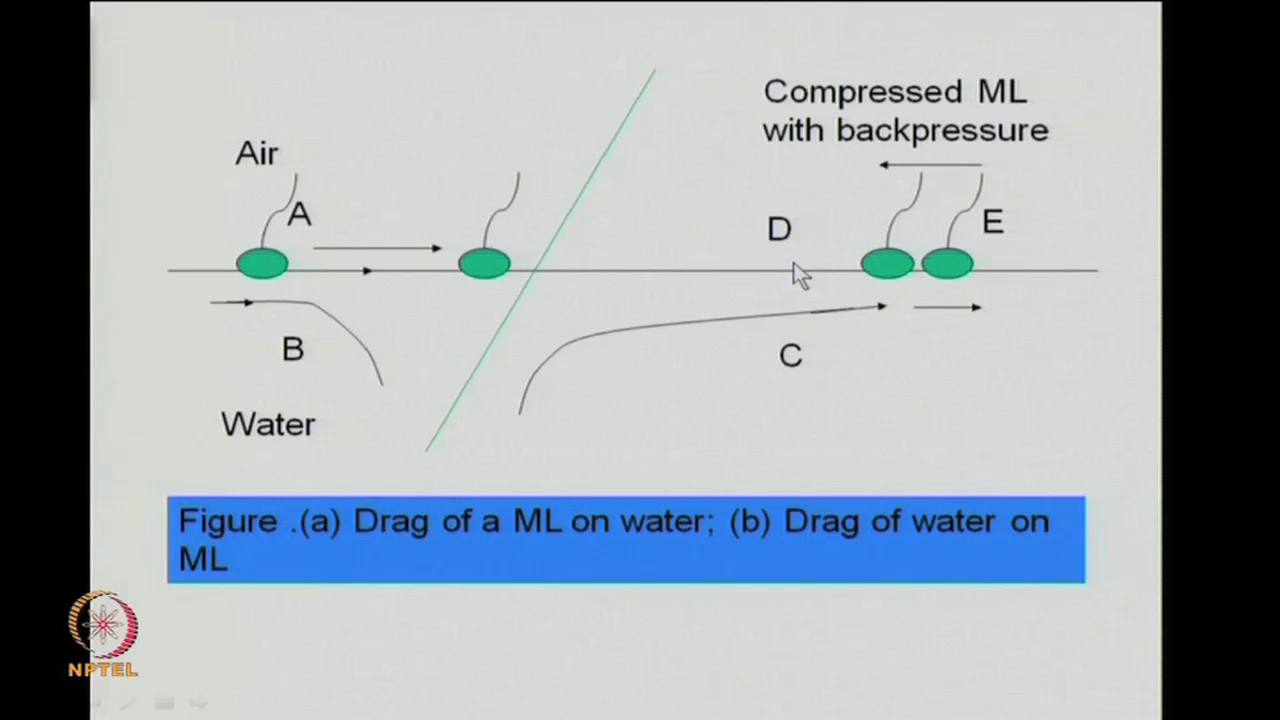 Compressed ML
with backpressure
Air
A
D
E
B
C
Water
Figure .(a) Drag of a ML on water; (b) Drag of water on
ML
NPTEL